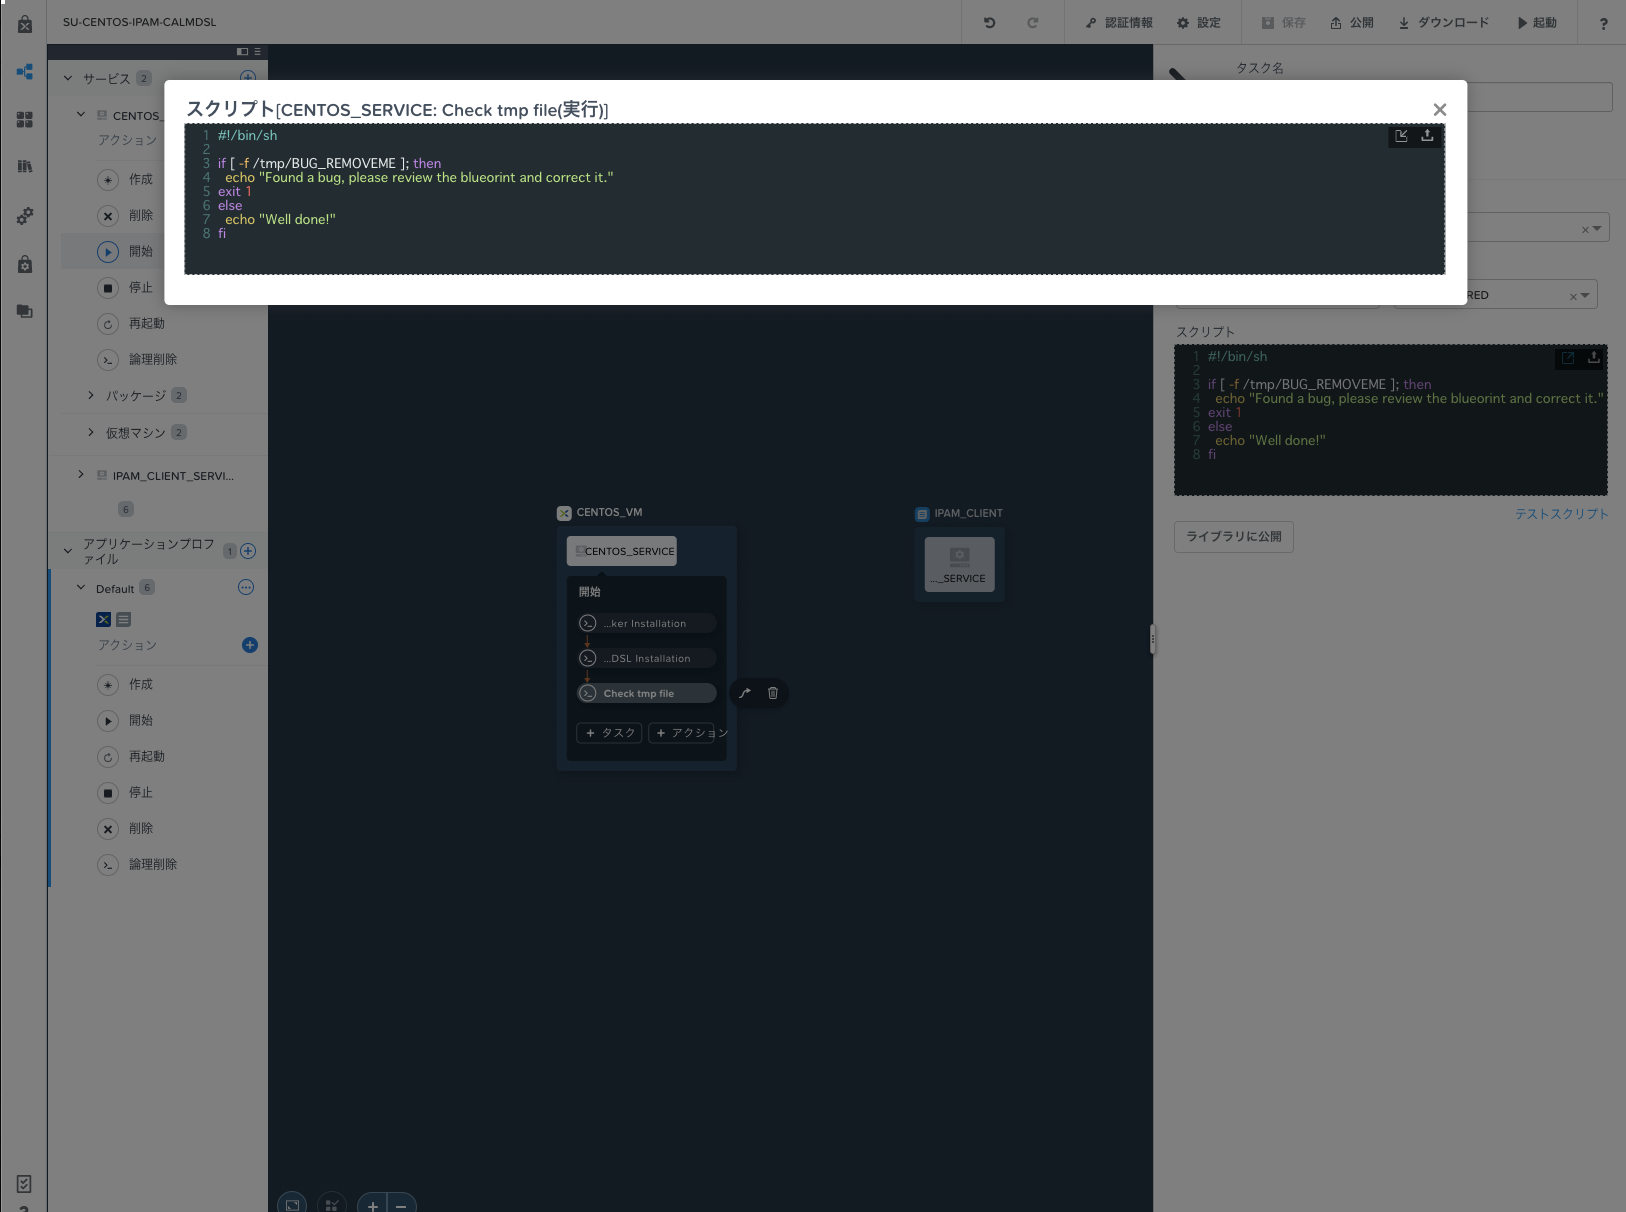 SU-CENTOS-IPAM-CALMDSL
認証情報
設定
保存
公開
ダウンロード
起動
?
サービス 2
CENTOS_
アクション
作成
削除
開始
停止
再起動
論理削除
パッケージ 2
仮想マシン 2
IPAM_CLIENT_SERVI...
6
アプリケーションプロファイル 1
Default 6
アクション
作成
開始
再起動
停止
削除
論理削除
スクリプト[CENTOS_SERVICE: Check tmp file(実行)]
1 #!/bin/sh
2
3 if [ -f /tmp/BUG_REMOVEME ]; then
4 echo "Found a bug, please review the blueorint and correct it."
5 exit 1
6 else
7 echo "Well done!"
8 fi
CENTOS_VM
CENTOS_SERVICE
開始
...ker Installation
...DSL Installation
Check tmp file
+ タスク
+ アクション
IPAM_CLIENT
..._SERVICE
タスク名
RED
スクリプト
1 #!/bin/sh
2
3 if [ -f /tmp/BUG_REMOVEME ]; then
4 echo "Found a bug, please review the blueorint and correct it."
5 exit 1
6 else
7 echo "Well done!"
8 fi
テストスクリプト
ライブラリに公開